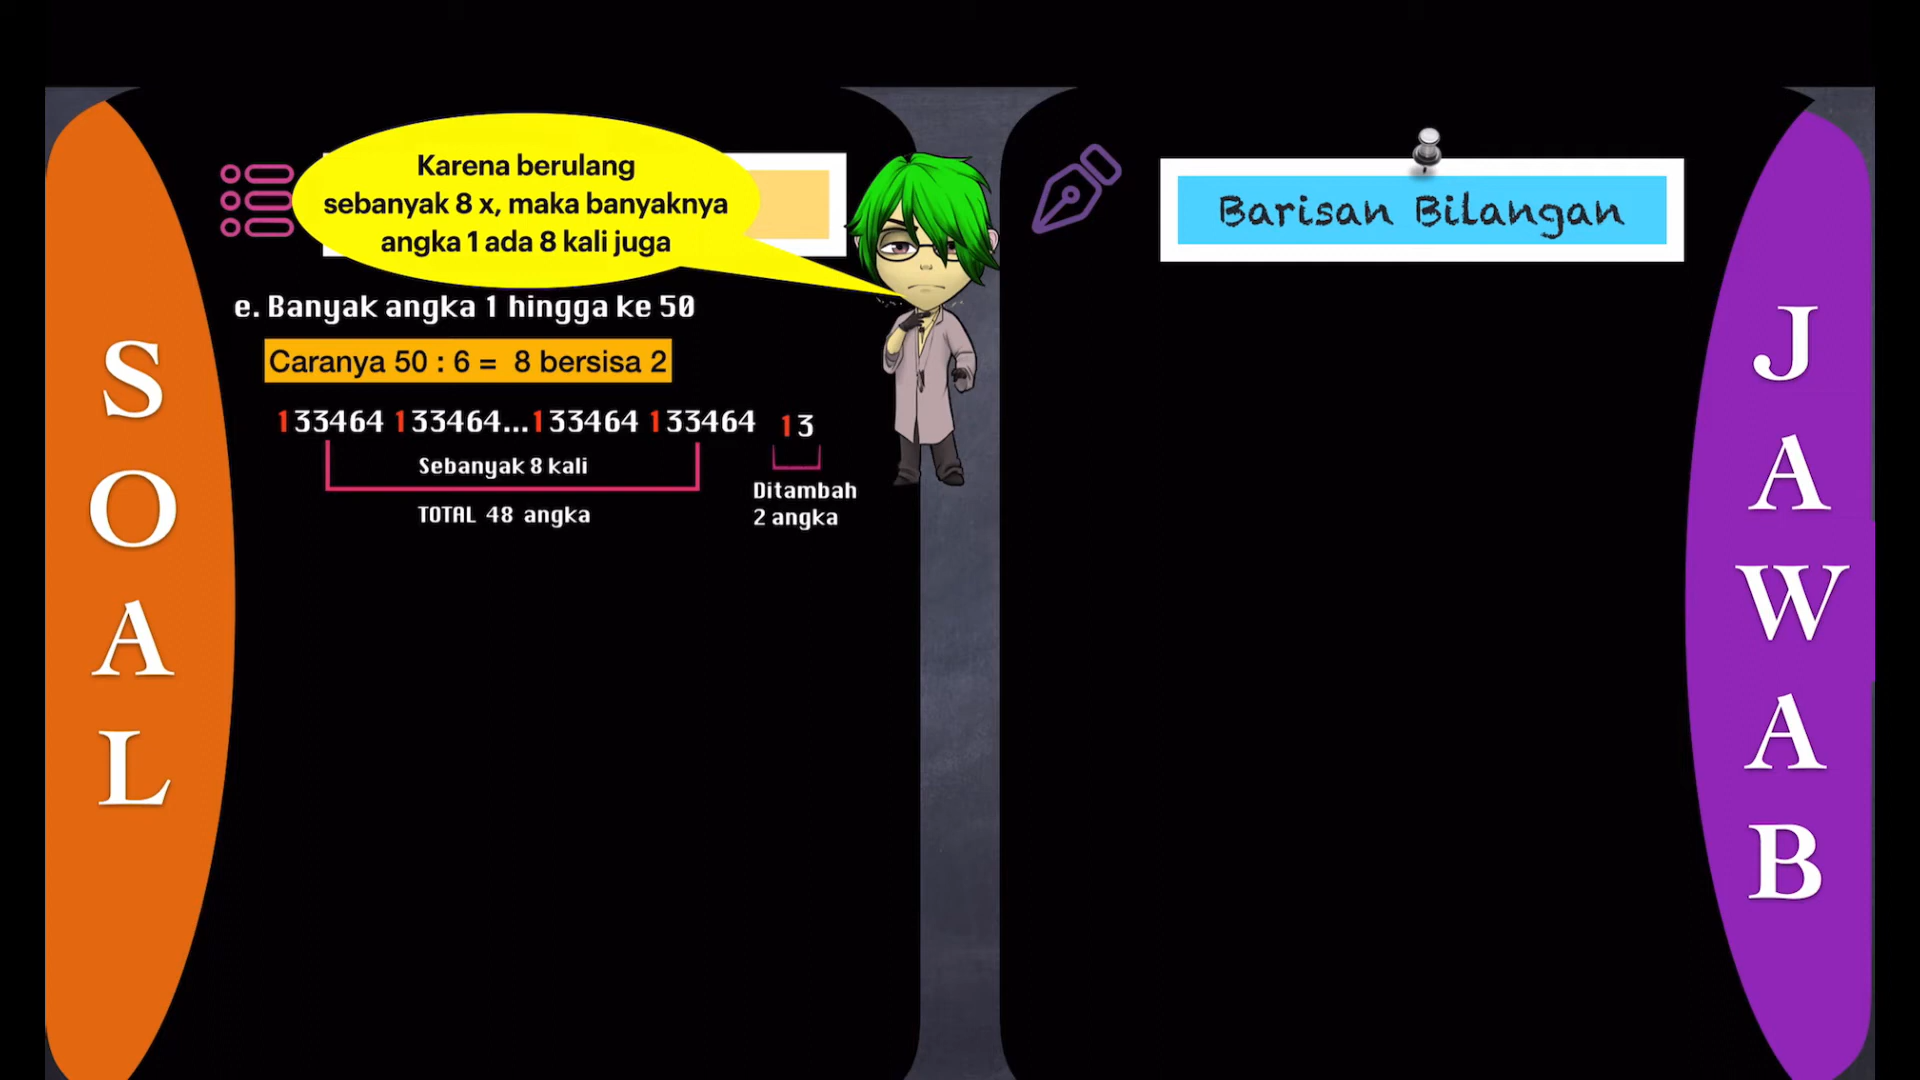 SOAL
Karena berulang
sebanyak 8 x, maka banyaknya
angka 1 ada 8 kali juga
e. Banyak angka 1 hingga ke 50
Caranya 50 : 6 = 8 bersisa 2
133464 133464...133464 133464 13
Sebanyak 8 kali
TOTAL 48 angka
Ditambah
2 angka
Barisan Bilangan
JAWAB